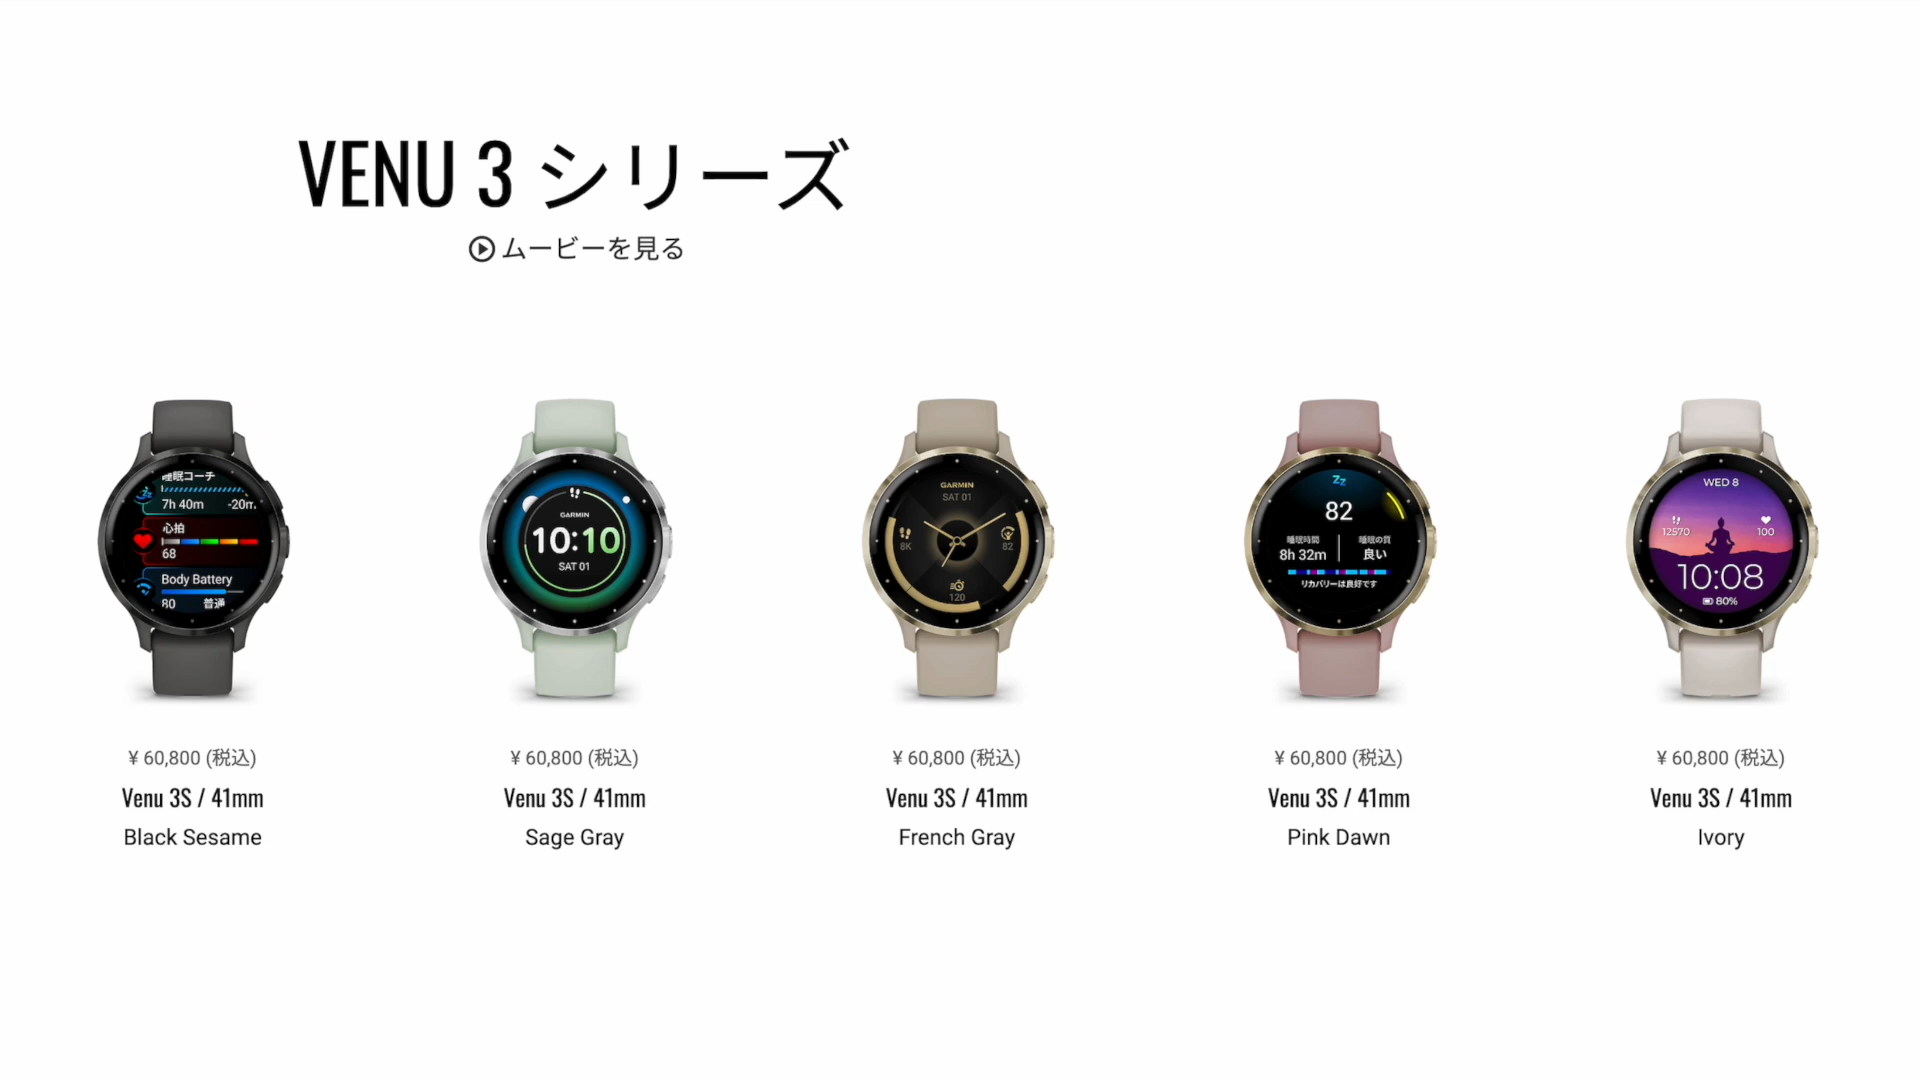 VENU 3 シリーズ
ムービーを見る
睡眠コーチ
7h 40m -20m
心拍
68
Body Battery
80 普通
GARMIN
10:10
SAT 01
GARMIN
SAT 01
8K 82
120
Zz
82
睡眠時間 睡眠の質
8h 32m 良い
リカバリーは良好です
WED 8
12570 100
10:08
80%
¥ 60,800 (税込)
Venu 3S / 41mm
Black Sesame
¥ 60,800 (税込)
Venu 3S / 41mm
Sage Gray
¥ 60,800 (税込)
Venu 3S / 41mm
French Gray
¥ 60,800 (税込)
Venu 3S / 41mm
Pink Dawn
¥ 60,800 (税込)
Venu 3S / 41mm
Ivory